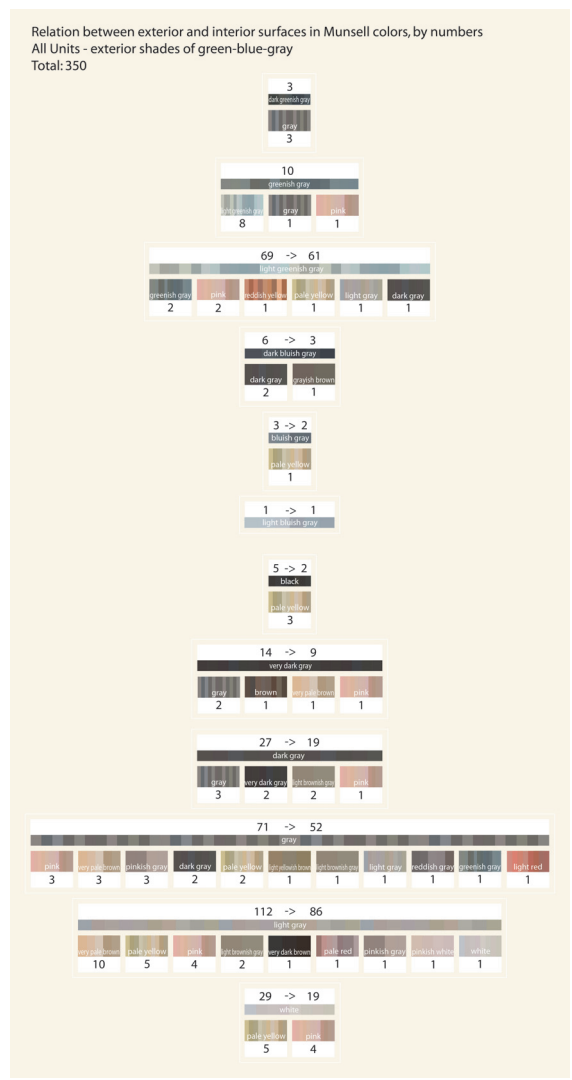 Relation between exterior and interior surfaces in Munsell colors, by numbers
All Units - exterior shades of green-blue-gray
Total: 350
3
dark greenish gray
gray
3
10
greenish gray
light greenish gray gray pink
8 1 1
69 -> 61
light greenish gray
greenish gray pink reddish yellow pale yellow light gray dark gray
2 2 1 1 1 1
6 -> 3
dark bluish gray
dark gray grayish brown
2 1
3 -> 2
bluish gray
pale yellow
1
1 -> 1
light bluish gray
5 -> 2
black
pale yellow
3
14 -> 9
very dark gray
gray brown very pale brown pink
2 1 1 1
27 -> 19
dark gray
gray very dark gray light brownish gray pink
3 2 2 1
71 -> 52
gray
pink very pale brown pinkish gray dark gray pale yellow light yellowish brown light brownish gray light gray reddish gray greenish gray light red
3 3 3 2 2 1 1 1 1 1 1
112 -> 86
light gray
very pale brown pale yellow pink light brownish gray very dark brown pale red pinkish gray pinkish white white
10 5 4 2 1 1 1 1 1
29 -> 19
white
pale yellow pink
5 4